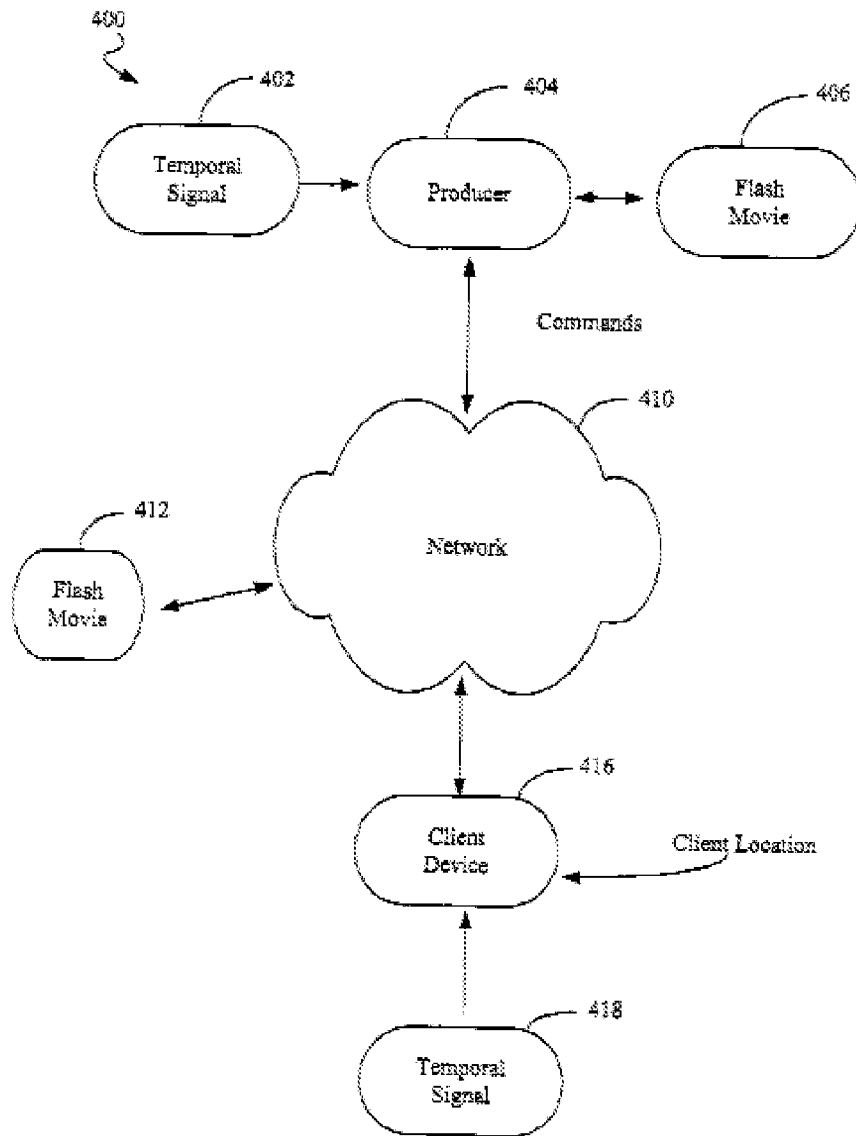 400
402
404
406
Temporal
Signal
Producer
Flash
Movie
Commands
410
412
Network
Flash
Movie
416
Client
Device
Client Location
418
Temporal
Signal